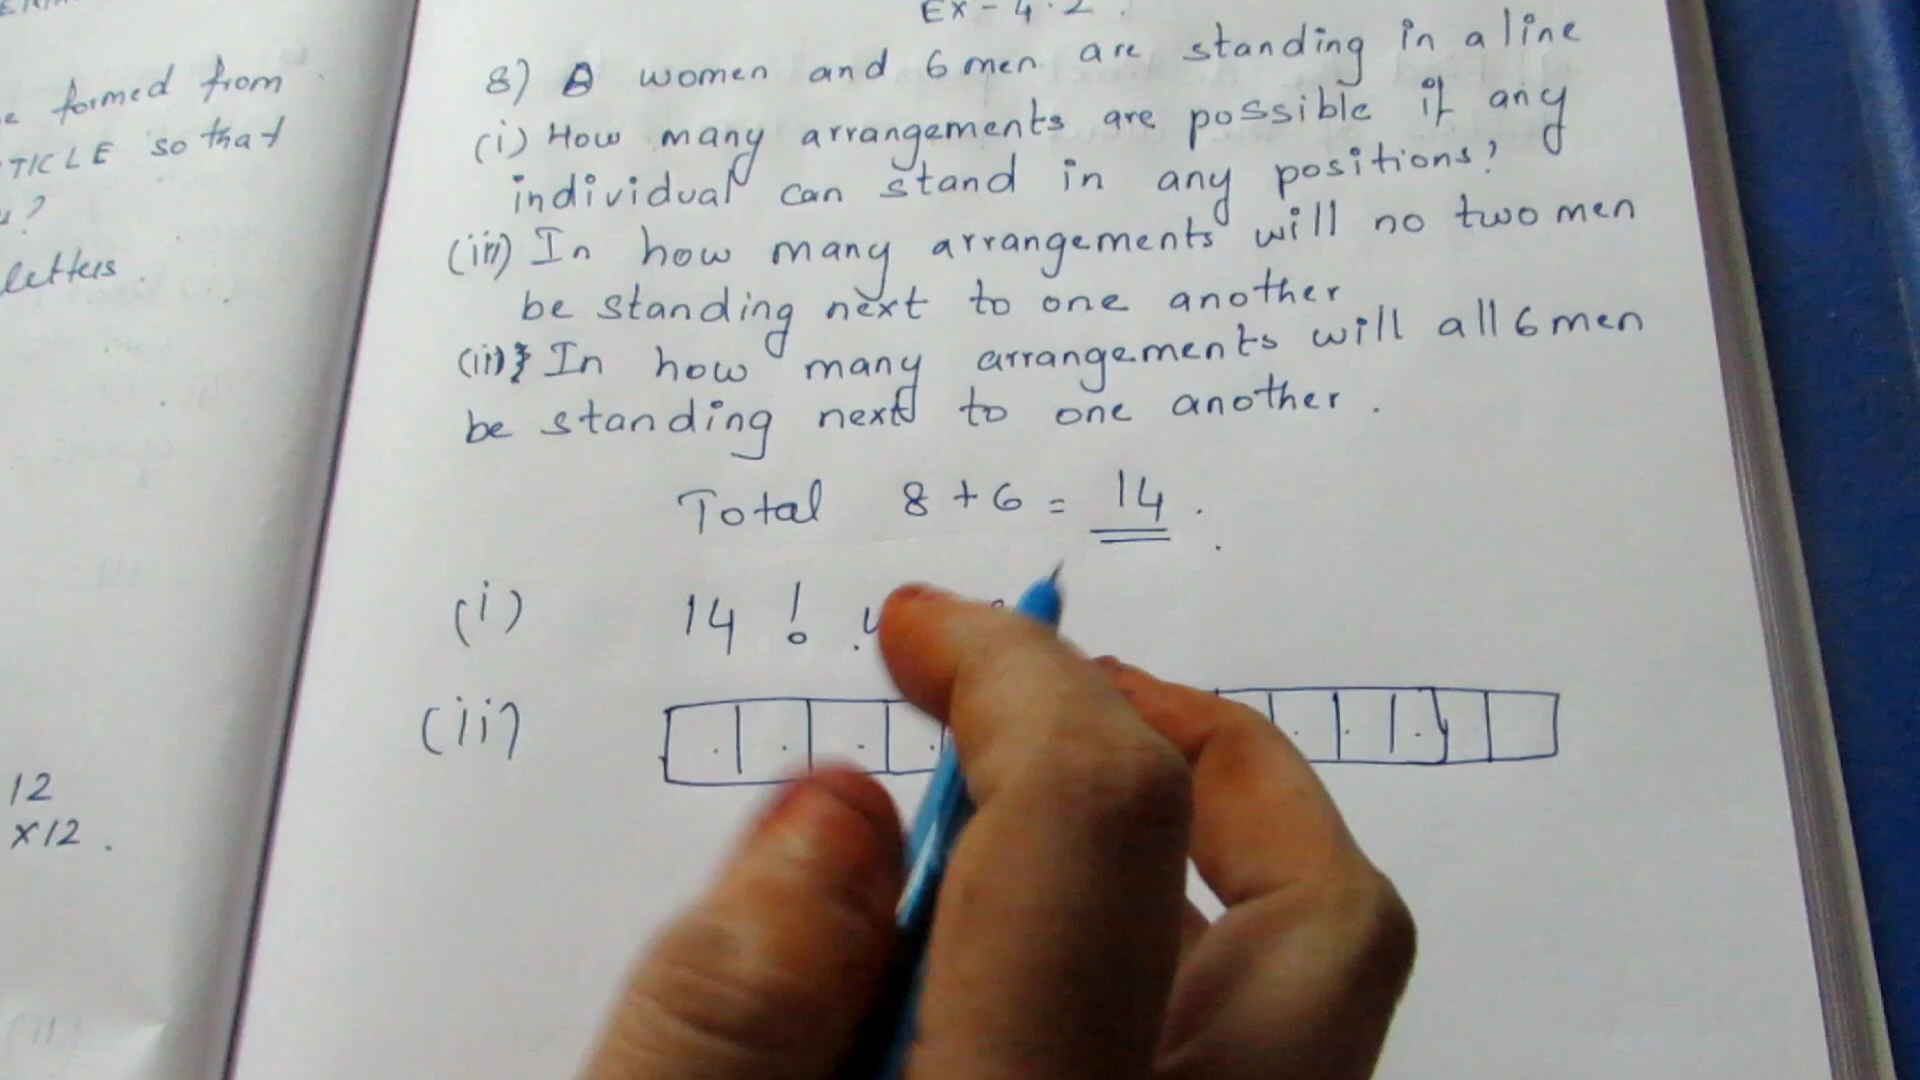 Ex - 4.2.
e formed from
8) 8 women and 6 men are standing in a line
TICLE so that
(i) How many arrangements are possible if any
individual can stand in any positions?
letters.
(iii) In how many arrangements will no two men
be standing next to one another
(ii) In how many arrangements will all 6 men
be standing next to one another.
Total 8 + 6 = 14.
(i) 14 !
(ii)
12
x12.